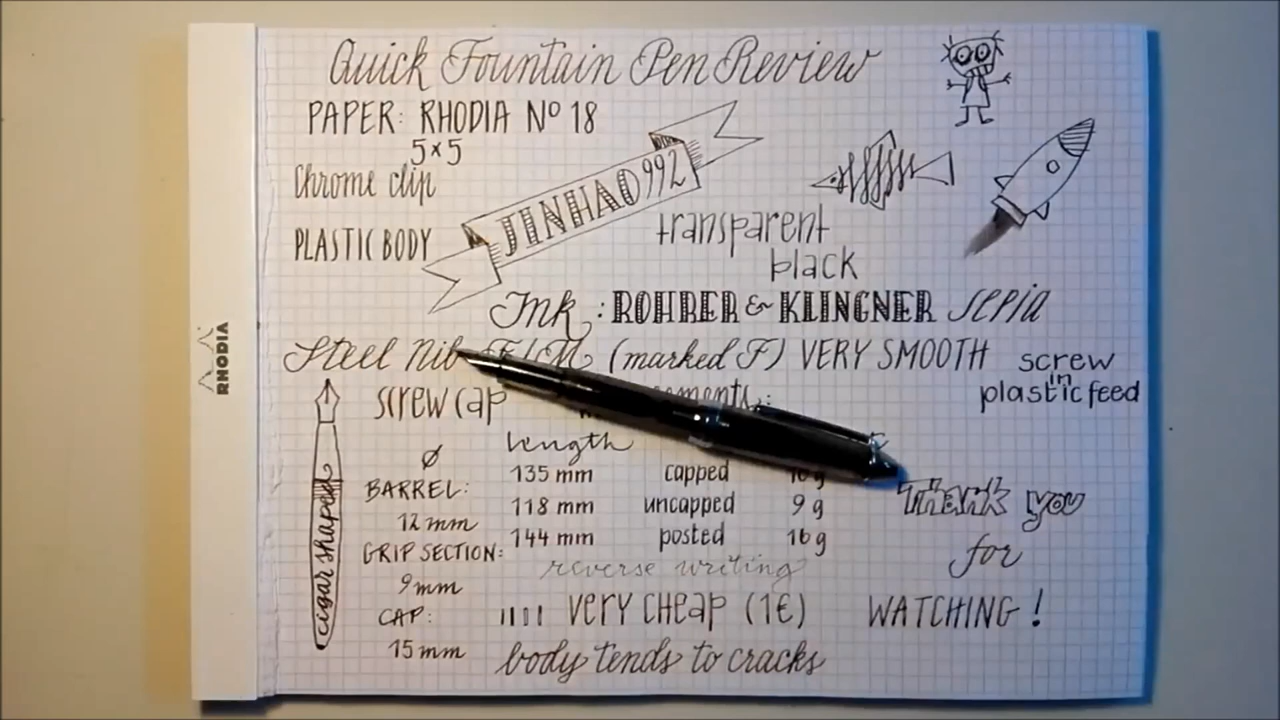 Quick Fountain Pen Review
PAPER: RHODIA Nº 18
5×5
Chrome clip
JINHAO 992
PLASTIC BODY
transparent
black
Ink: ROHRER & KLINGNER sepia
Steel Nib F/M (marked F) VERY SMOOTH
screw
in
plastic feed
screw cap
length
135 mm capped 10 g
118 mm uncapped 9 g
144 mm posted 16 g
Ø
BARREL:
12 mm
GRIP SECTION:
9mm
CAP:
15 mm
cigar shaped
reverse writing
VERY CHEAP (1€)
body tends to cracks
Thank you
for
WATCHING!
RHODIA